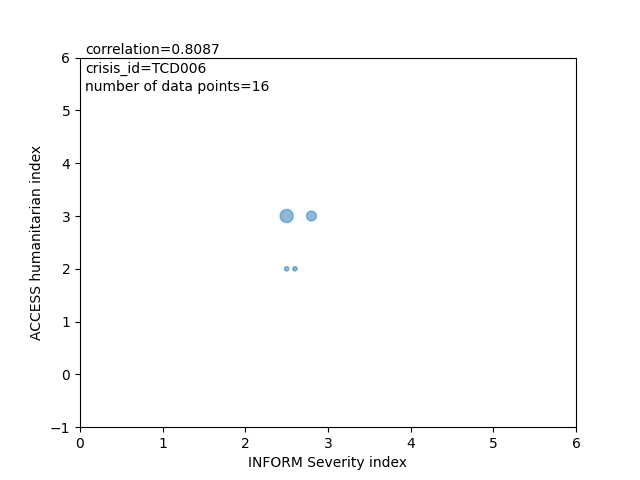 correlation=0.8087
crisis_id=TCD006
number of data points=16
6
5
4
3
2
1
0
−1
ACCESS humanitarian index
0 1 2 3 4 5 6
INFORM Severity index